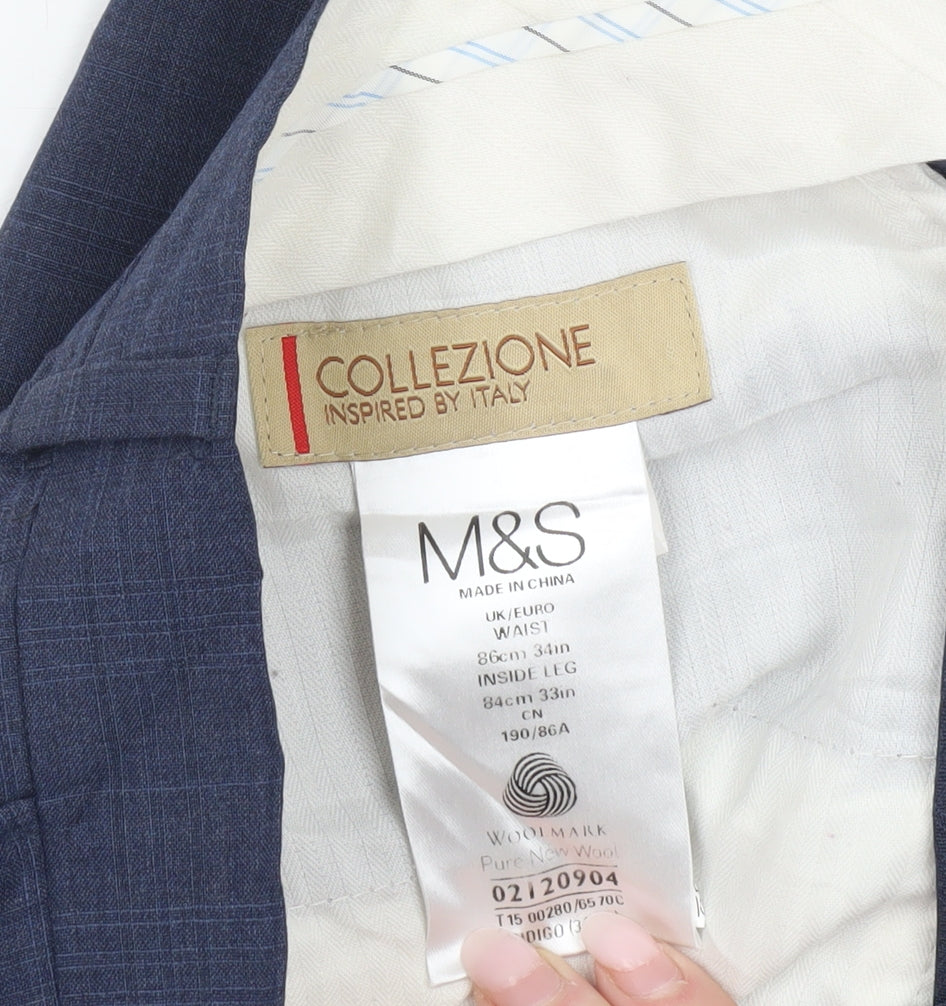 COLLEZIONE
INSPIRED BY ITALY
M&S
MADE IN CHINA
UK/EURO
WAIST
86cm 34in
INSIDE LEG
84cm 33in
CN
190/86A
WOOLMARK
Pure New Wool
02120904
T15 00280/6570C